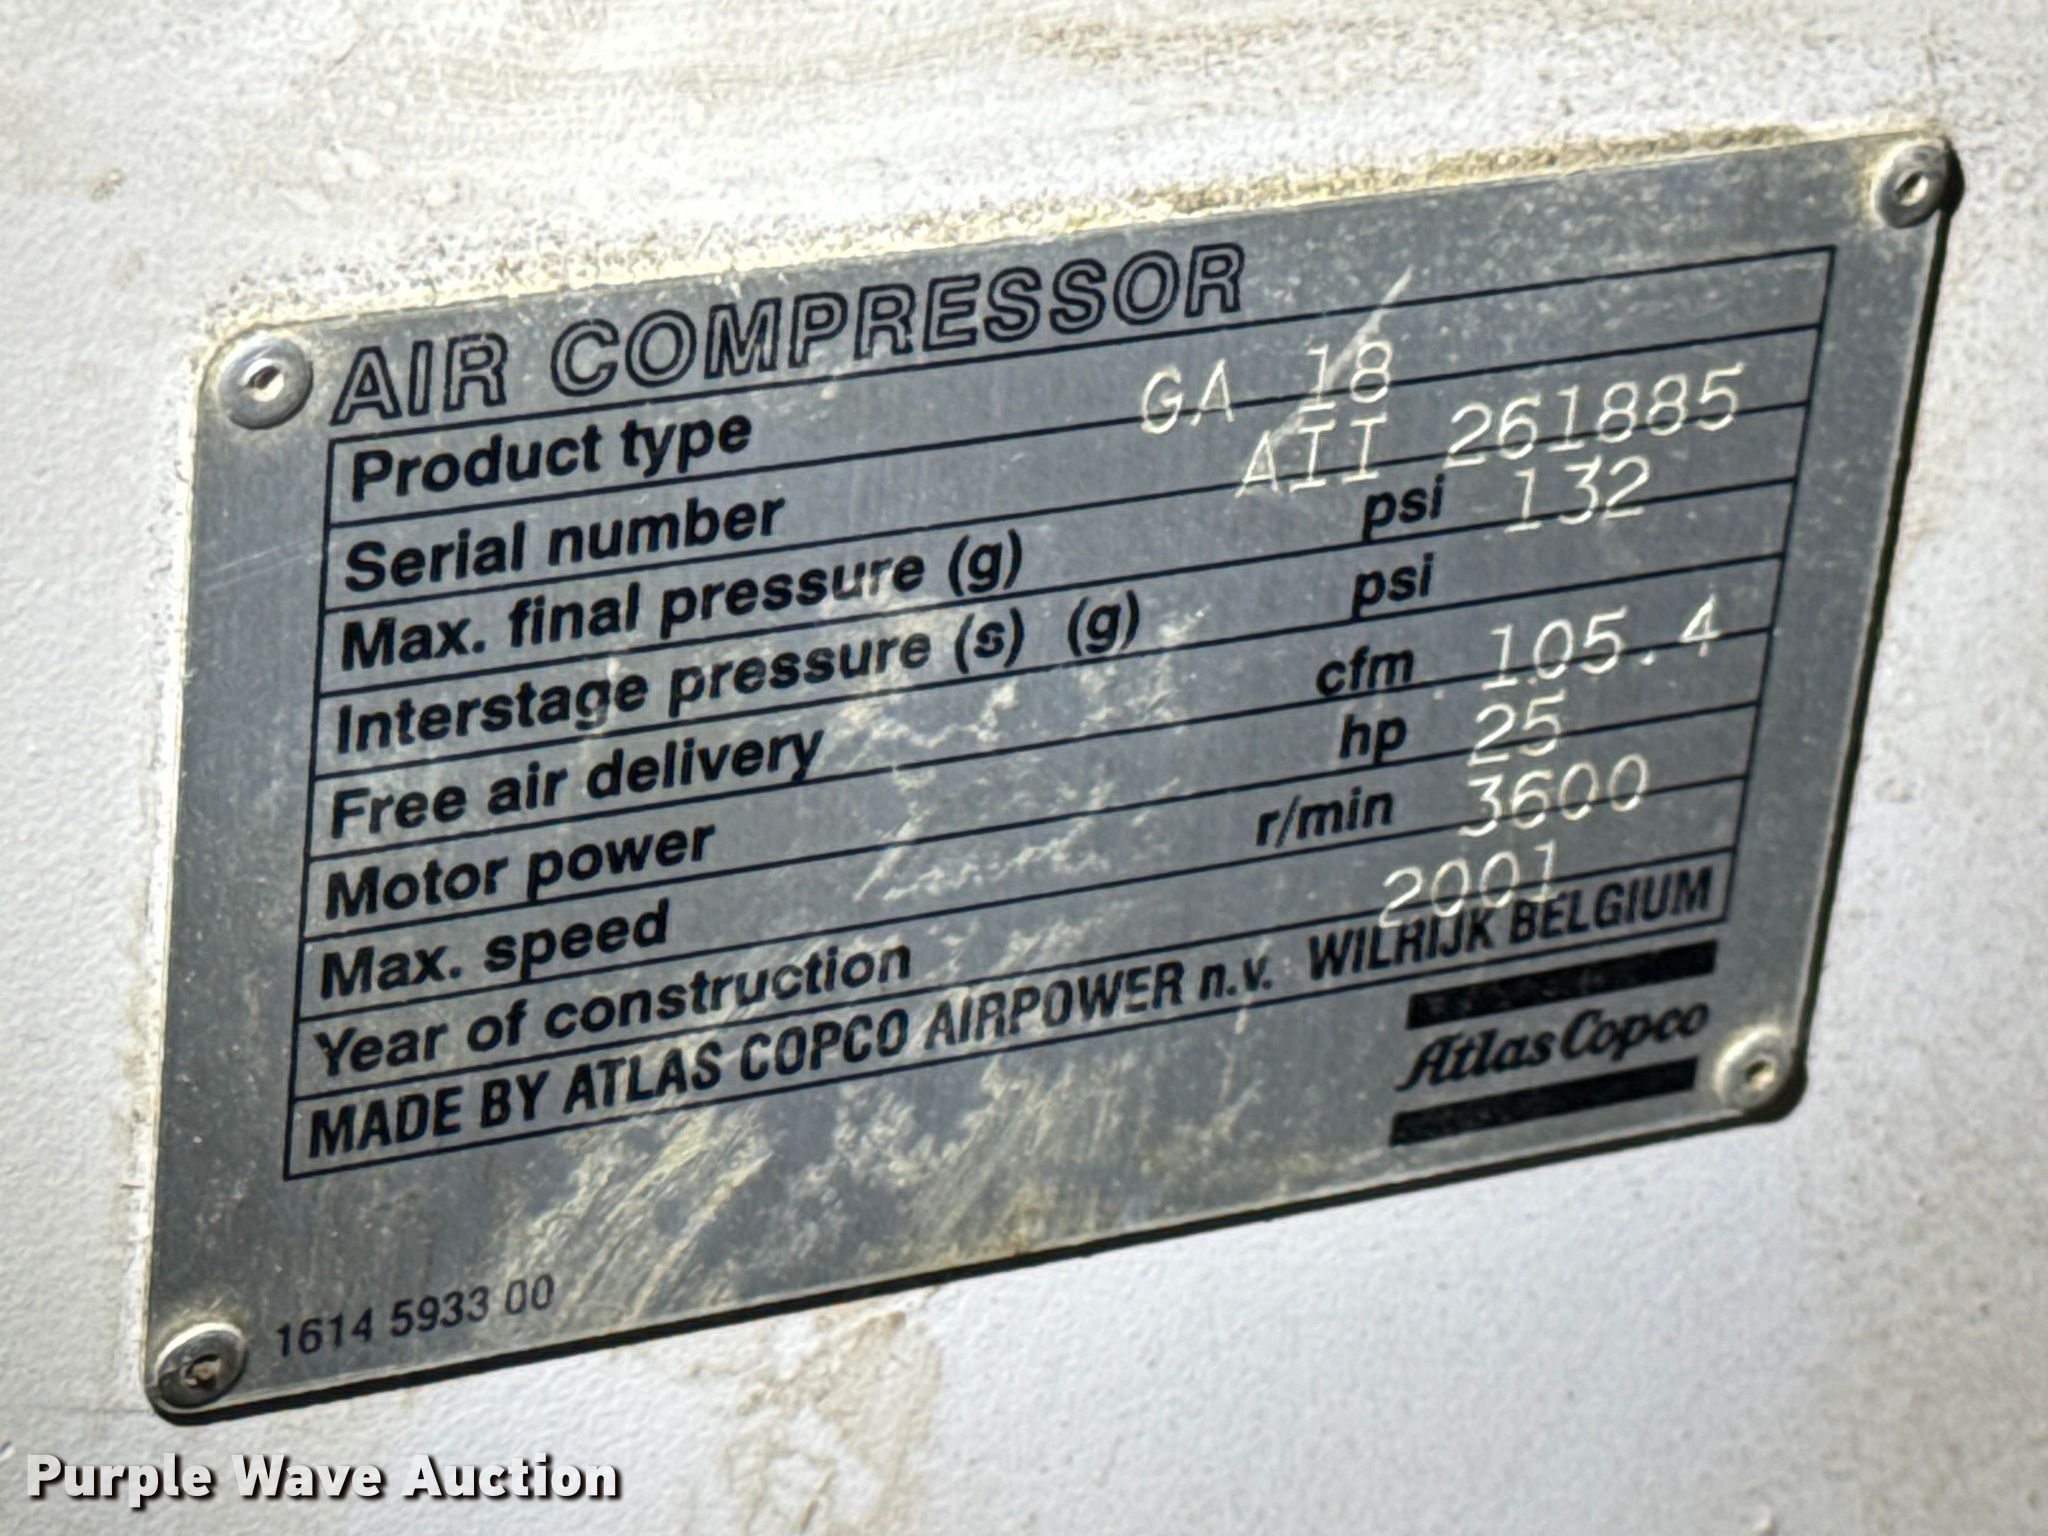 AIR COMPRESSOR
Product type GA 18
Serial number AII 261885
Max. final pressure (g) psi 132
Interstage pressure (s) (g) psi
Free air delivery cfm 105.4
Motor power hp 25
Max. speed r/min 3600
Year of construction 2001
MADE BY ATLAS COPCO AIRPOWER n.v. WILRIJK BELGIUM
Atlas Copco
1614 5933 00
Purple Wave Auction